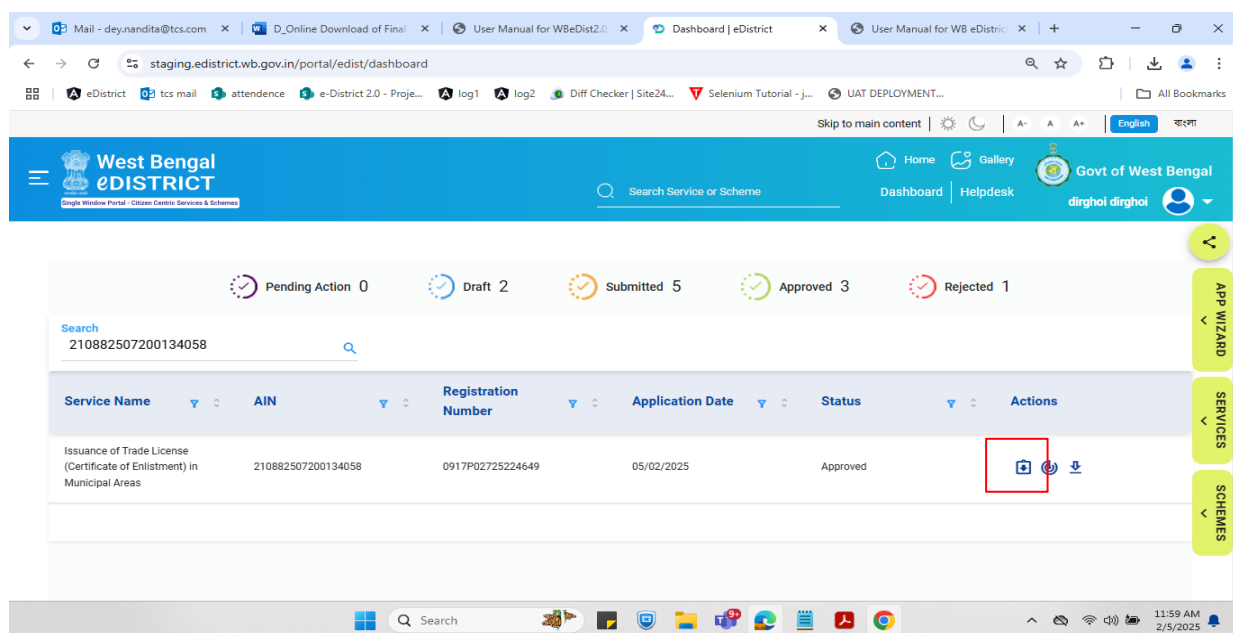 Mail - dey.nandita@tcs.com
D_Online Download of Final
User Manual for WBeDist2.0
Dashboard | eDistrict
User Manual for WB eDistric
staging.edistrict.wb.gov.in/portal/edist/dashboard
eDistrict
tcs mail
attendence
e-District 2.0 - Proje...
log1
log2
Diff Checker | Site24...
Selenium Tutorial - j...
UAT DEPLOYMENT...
All Bookmarks
Skip to main content
A-
A
A+
English
বাংলা
West Bengal
eDISTRICT
Single Window Portal - Citizen Centric Services & Schemes
Search Service or Scheme
Home
Gallery
Dashboard
Helpdesk
Govt of West Bengal
dirghoi dirghoi
Pending Action 0
Draft 2
Submitted 5
Approved 3
Rejected 1
Search
210882507200134058
Service Name
AIN
Registration
Number
Application Date
Status
Actions
Issuance of Trade License
(Certificate of Enlistment) in
Municipal Areas
210882507200134058
0917P02725224649
05/02/2025
Approved
APP WIZARD
SERVICES
SCHEMES
Search
9+
11:59 AM
2/5/2025